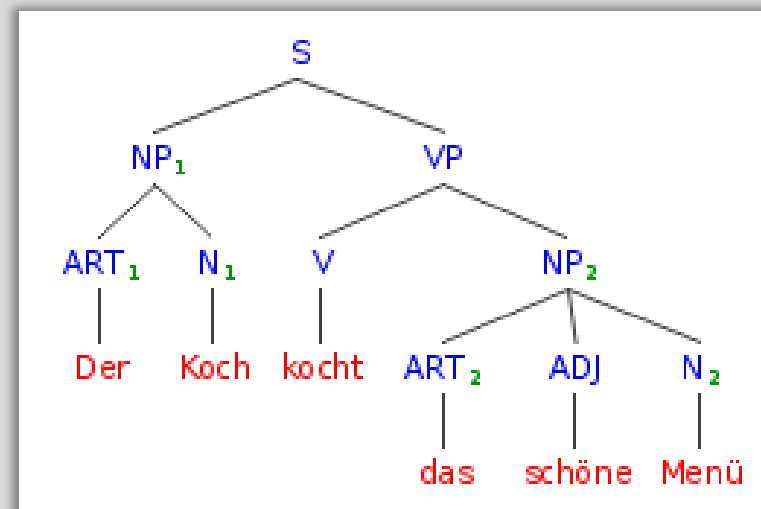 S
NP1 VP
ART1 N1 V NP2
Der Koch kocht ART2 ADJ N2
das schöne Menü